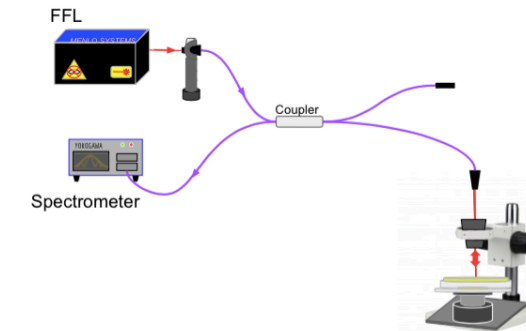 FFL
MENLO SYSTEMS
Coupler
YOKOGAWA
Spectrometer